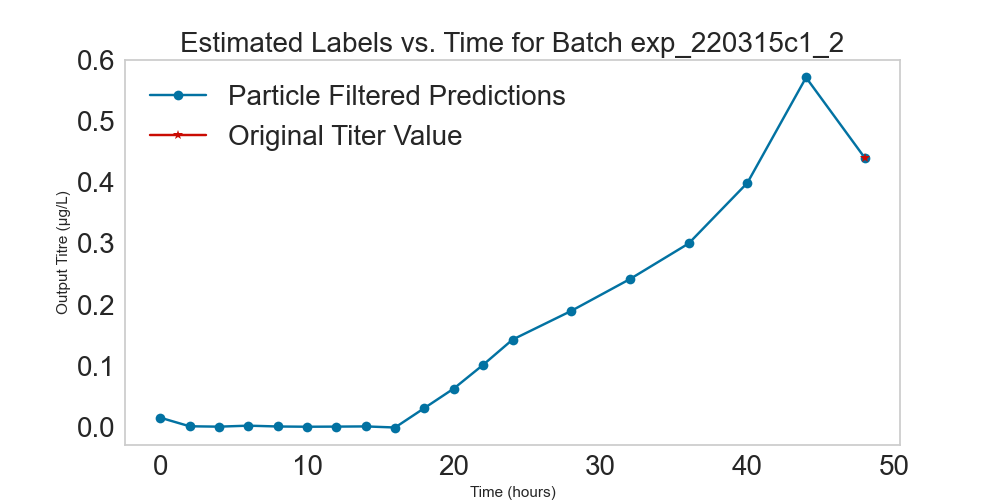 Estimated Labels vs. Time for Batch exp_220315c1_2
Particle Filtered Predictions
Original Titer Value
Output Titre (μg/L)
0.6
0.5
0.4
0.3
0.2
0.1
0.0
0 10 20 30 40 50
Time (hours)